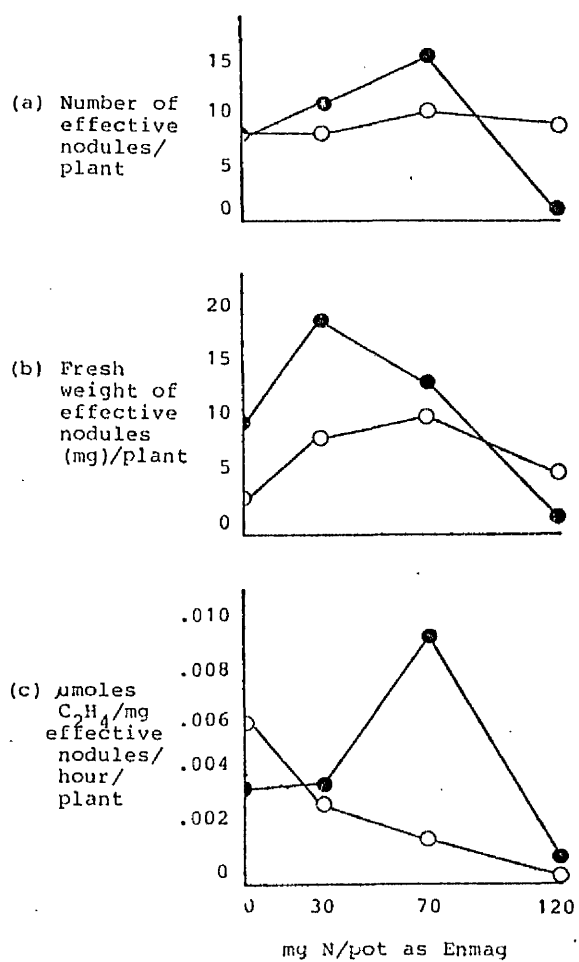 15
(a) Number of
10
effective
nodules/
5
plant
0
20
15
(b) Fresh
weight of
effective
10
nodules
(mg)/plant
5
0
.010
.008
(c) µmoles
C₂H₄/mg
.006
effective
nodules/
.004
hour/
plant
.002
0
0 30 70 120
mg N/pot as Enmag